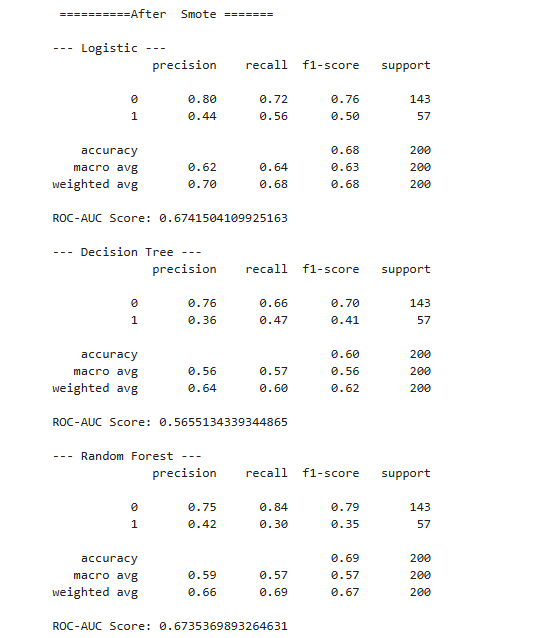 ==========After  Smote =======
--- Logistic ---
precision    recall  f1-score   support
0       0.80      0.72      0.76       143
1       0.44      0.56      0.50        57
accuracy                           0.68       200
macro avg       0.62      0.64      0.63       200
weighted avg       0.70      0.68      0.68       200
ROC-AUC Score: 0.6741504109925163
--- Decision Tree ---
precision    recall  f1-score   support
0       0.76      0.66      0.70       143
1       0.36      0.47      0.41        57
accuracy                           0.60       200
macro avg       0.56      0.57      0.56       200
weighted avg       0.64      0.60      0.62       200
ROC-AUC Score: 0.5655134339344865
--- Random Forest ---
precision    recall  f1-score   support
0       0.75      0.84      0.79       143
1       0.42      0.30      0.35        57
accuracy                           0.69       200
macro avg       0.59      0.57      0.57       200
weighted avg       0.66      0.69      0.67       200
ROC-AUC Score: 0.6735369893264631